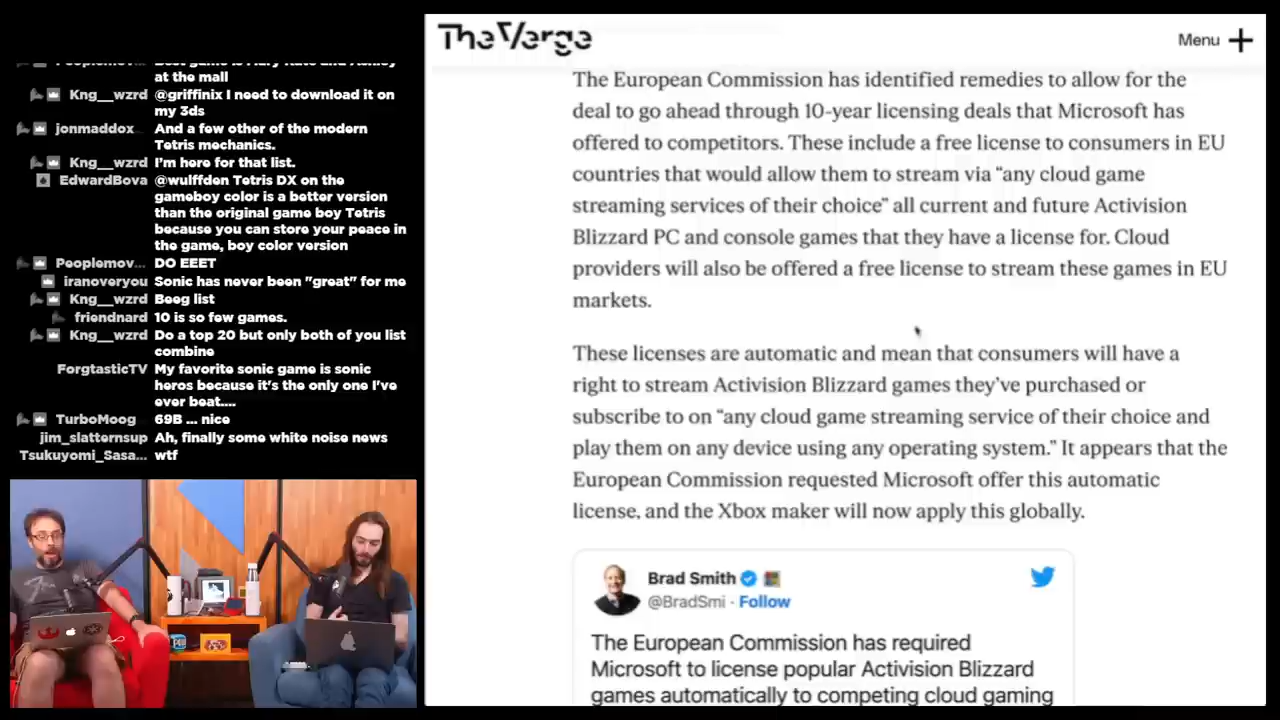 at the mall
Kng__wzrd @griffinix I need to download it on
my 3ds
jonmaddox And a few other of the modern
Tetris mechanics.
Kng__wzrd I'm here for that list.
EdwardBova @wulffden Tetris DX on the
gameboy color is a better version
than the original game boy Tetris
because you can store your peace in
the game, boy color version
Peoplemov... DO EEET
iranoveryou Sonic has never been "great" for me
Kng__wzrd Beeg list
friendnard 10 is so few games.
Kng__wzrd Do a top 20 but only both of you list
combine
ForgtasticTV My favorite sonic game is sonic
heros because it's the only one I've
ever beat....
TurboMoog 69B ... nice
jim_slatternsup Ah, finally some white noise news
Tsukuyomi_Sasa... wtf
The Verge
Menu
The European Commission has identified remedies to allow for the
deal to go ahead through 10-year licensing deals that Microsoft has
offered to competitors. These include a free license to consumers in EU
countries that would allow them to stream via “any cloud game
streaming services of their choice” all current and future Activision
Blizzard PC and console games that they have a license for. Cloud
providers will also be offered a free license to stream these games in EU
markets.
These licenses are automatic and mean that consumers will have a
right to stream Activision Blizzard games they’ve purchased or
subscribe to on “any cloud game streaming service of their choice and
play them on any device using any operating system.” It appears that the
European Commission requested Microsoft offer this automatic
license, and the Xbox maker will now apply this globally.
Brad Smith
@BradSmi · Follow
The European Commission has required
Microsoft to license popular Activision Blizzard
games automatically to competing cloud gaming